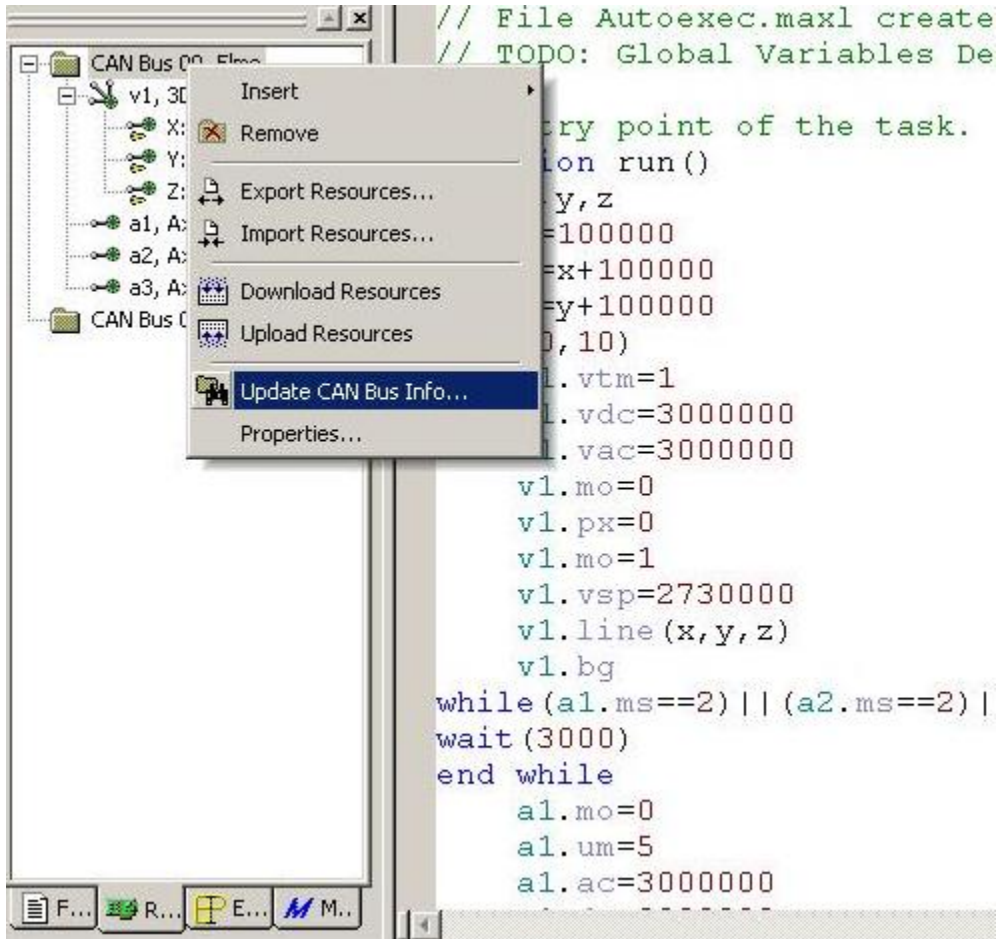 CAN Bus 00, Elmo
v1, 3D
X:
Y:
Z:
a1, Ax
a2, Ax
a3, Ax
CAN Bus 0
Insert
Remove
Export Resources...
Import Resources...
Download Resources
Upload Resources
Update CAN Bus Info...
Properties...
F...
R...
E...
M..
// File Autoexec.maxl create
// TODO: Global Variables De
try point of the task.
ion run()
y,z
=100000
=x+100000
=y+100000
,10)
.vtm=1
.vdc=3000000
.vac=3000000
v1.mo=0
v1.px=0
v1.mo=1
v1.vsp=2730000
v1.line(x,y,z)
v1.bg
while(a1.ms==2)||(a2.ms==2)|
wait(3000)
end while
a1.mo=0
a1.um=5
a1.ac=3000000